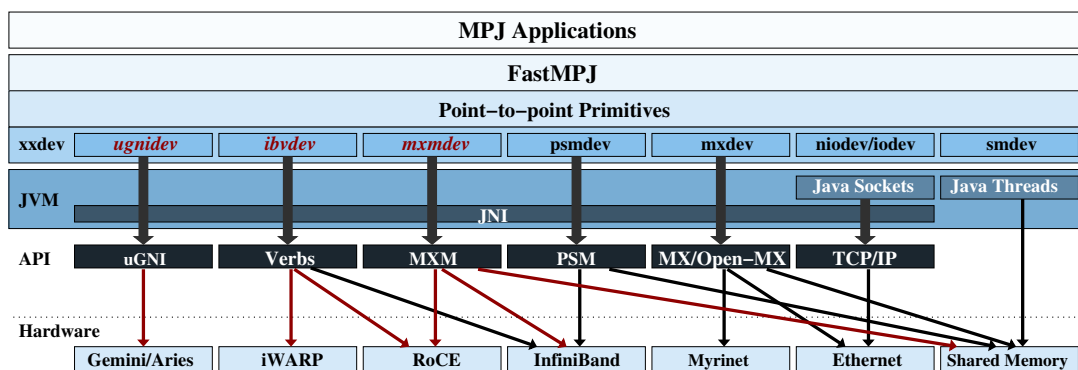 MPJ Applications
FastMPJ
Point−to−point Primitives
xxdev ugnidev ibvdev mxmdev psmdev mxdev niodev/iodev smdev
Java Sockets Java Threads
JVM
JNI
API uGNI Verbs MXM PSM MX/Open−MX TCP/IP
Hardware
Gemini/Aries iWARP RoCE InfiniBand Myrinet Ethernet Shared Memory